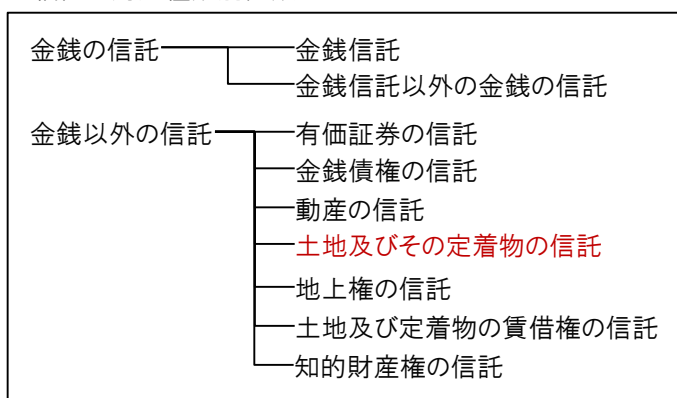 金銭の信託
金銭信託
金銭信託以外の金銭の信託
金銭以外の信託
有価証券の信託
金銭債権の信託
動産の信託
土地及びその定着物の信託
地上権の信託
土地及び定着物の賃借権の信託
知的財産権の信託